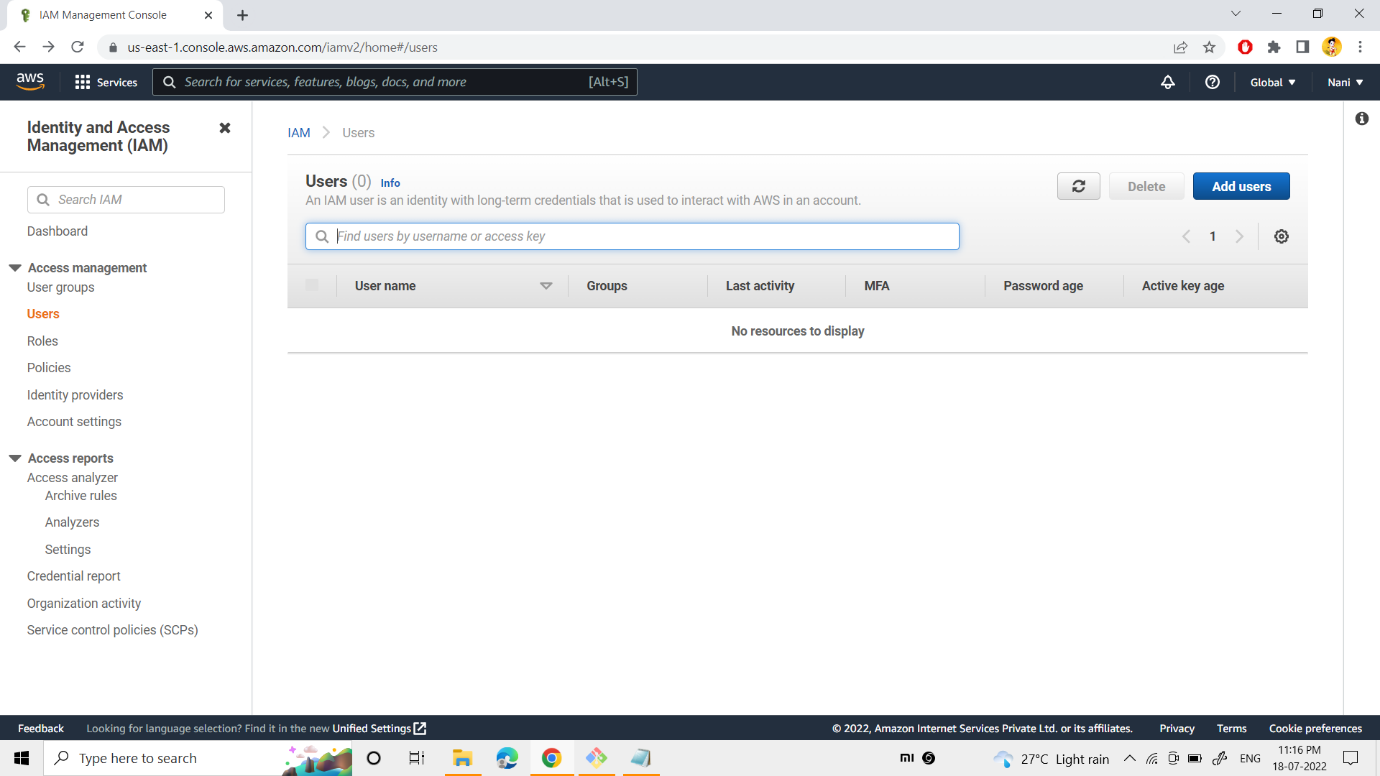 IAM Management Console
us-east-1.console.aws.amazon.com/iamv2/home#/users
aws
Services
Search for services, features, blogs, docs, and more
[Alt+S]
Global
Nani
Identity and Access
Management (IAM)
Search IAM
Dashboard
Access management
User groups
Users
Roles
Policies
Identity providers
Account settings
Access reports
Access analyzer
Archive rules
Analyzers
Settings
Credential report
Organization activity
Service control policies (SCPs)
IAM > Users
Users (0) Info
An IAM user is an identity with long-term credentials that is used to interact with AWS in an account.
Delete
Add users
Find users by username or access key
1
User name
Groups
Last activity
MFA
Password age
Active key age
No resources to display
Feedback
Looking for language selection? Find it in the new Unified Settings
© 2022, Amazon Internet Services Private Ltd. or its affiliates.
Privacy
Terms
Cookie preferences
Type here to search
27°C Light rain
ENG
11:16 PM
18-07-2022